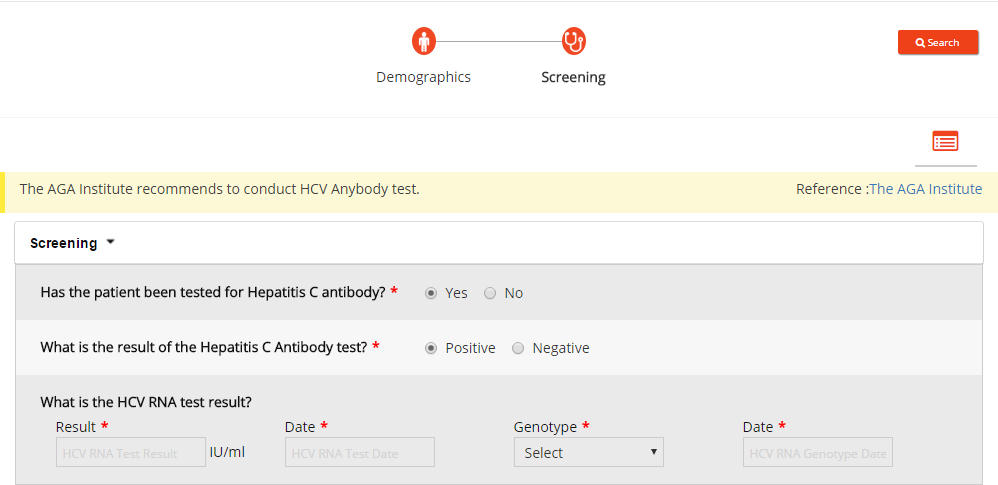 Search
Demographics Screening
The AGA Institute recommends to conduct HCV Anybody test. Reference :The AGA Institute
Screening
Has the patient been tested for Hepatitis C antibody? * Yes No
What is the result of the Hepatitis C Antibody test? * Positive Negative
What is the HCV RNA test result?
Result * Date * Genotype * Date *
HCV RNA Test Result IU/ml HCV RNA Test Date Select HCV RNA Genotype Date